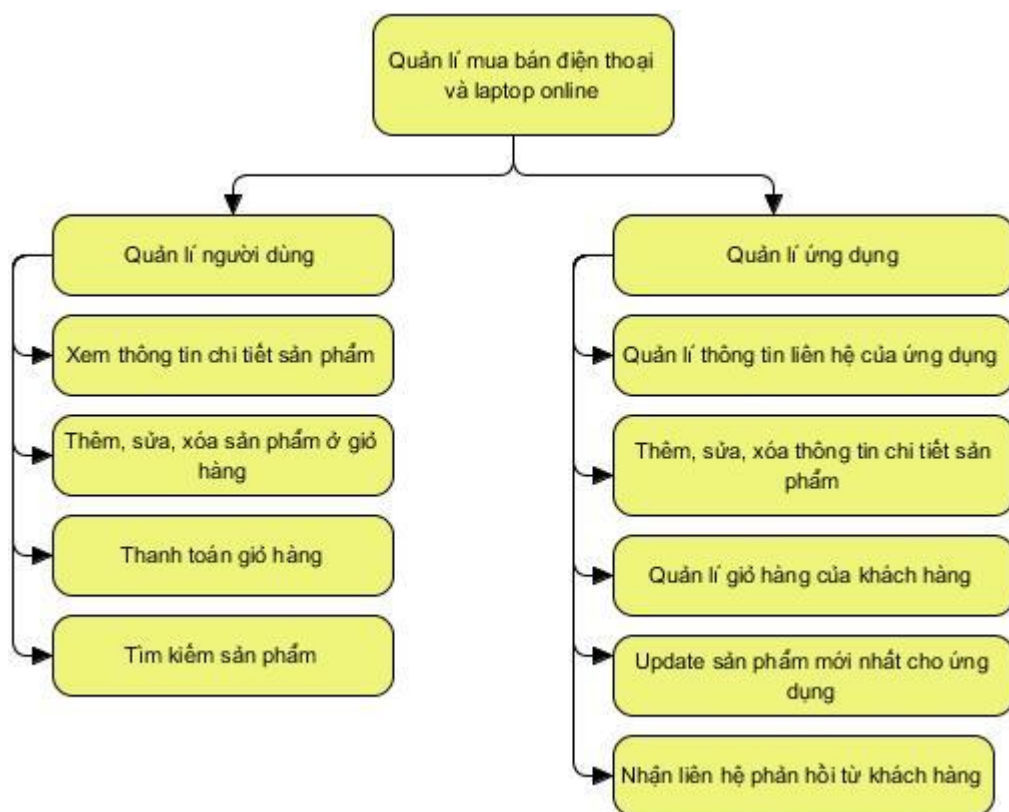 Quản lí mua bán điện thoại
và laptop online
Quản lí người dùng
Xem thông tin chi tiết sản phẩm
Thêm, sửa, xóa sản phẩm ở giỏ
hàng
Thanh toán giỏ hàng
Tìm kiếm sản phẩm
Quản lí ứng dụng
Quản lí thông tin liên hệ của ứng dụng
Thêm, sửa, xóa thông tin chi tiết sản
phẩm
Quản lí giỏ hàng của khách hàng
Update sản phẩm mới nhất cho ứng
dụng
Nhận liên hệ phản hồi từ khách hàng